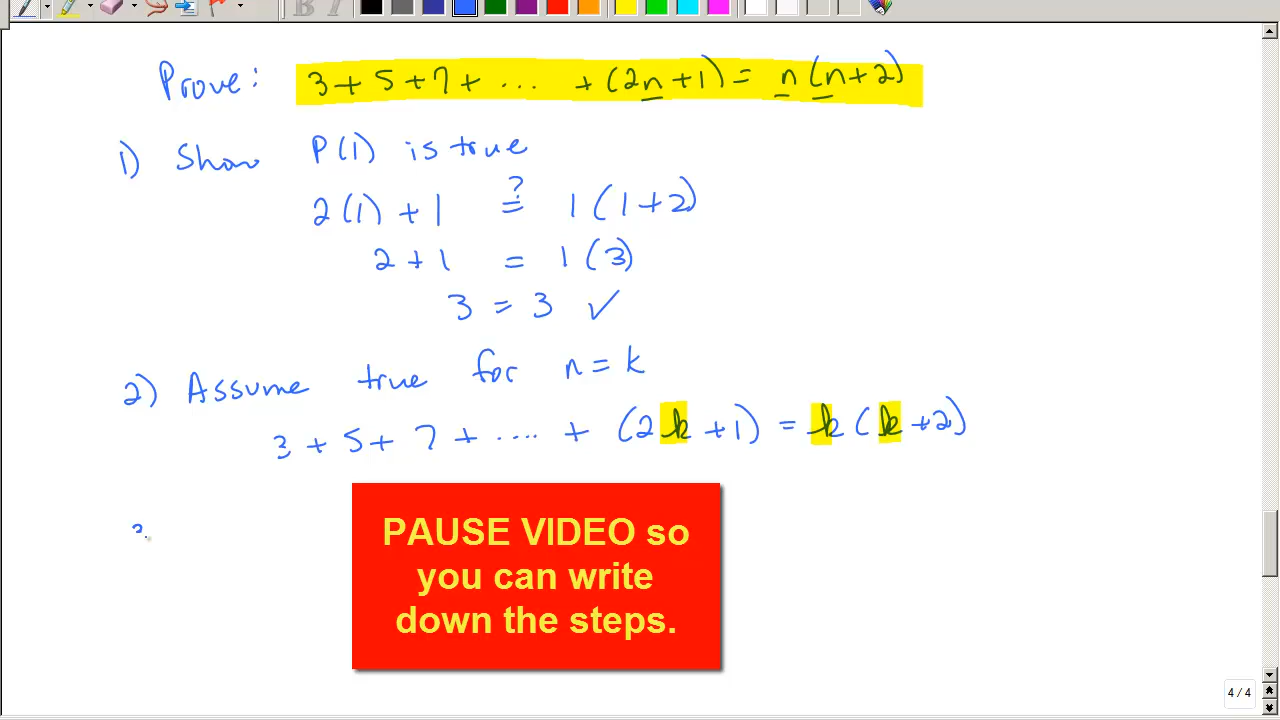 B I U
Prove: 3 + 5 + 7 + ... + (2n + 1) = n (n + 2)
1) Show P(1) is true
2(1) + 1 ?= 1 (1 + 2)
2 + 1 = 1 (3)
3 = 3 ✓
2) Assume true for n = k
3 + 5 + 7 + .... + (2k + 1) = k (k + 2)
3
PAUSE VIDEO so
you can write
down the steps.
4 / 4